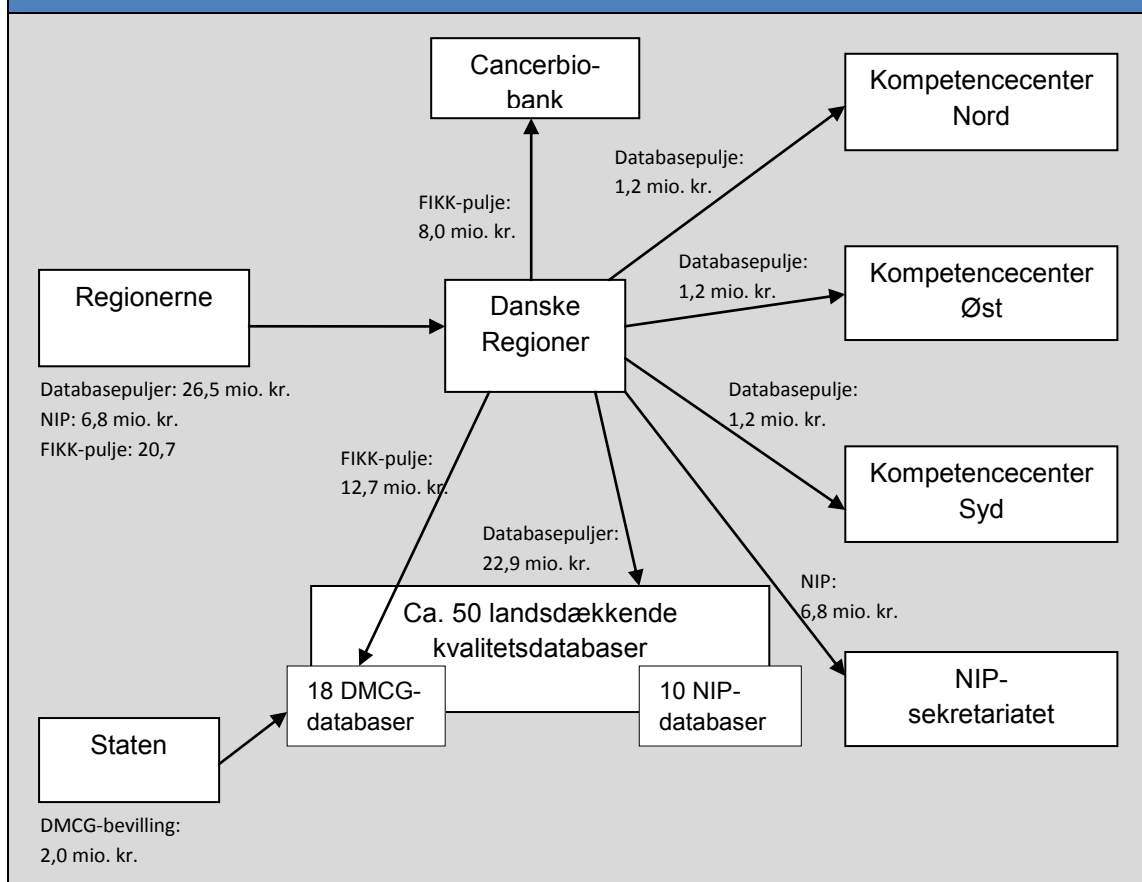 Cancerbio-
bank
Kompetencecenter
Nord
Databasepulje:
1,2 mio. kr.
FIKK-pulje:
8,0 mio. kr.
Databasepulje:
1,2 mio. kr.
Kompetencecenter
Øst
Regionerne
Danske
Regioner
Databasepuljer: 26,5 mio. kr.
NIP: 6,8 mio. kr.
FIKK-pulje: 20,7
Databasepulje:
1,2 mio. kr.
FIKK-pulje:
12,7 mio. kr.
Kompetencecenter
Syd
Databasepuljer:
22,9 mio. kr.
NIP:
6,8 mio. kr.
Ca. 50 landsdækkende
kvalitetsdatabaser
18 DMCG-
databaser
10 NIP-
databaser
NIP-
sekretariatet
Staten
DMCG-bevilling:
2,0 mio. kr.